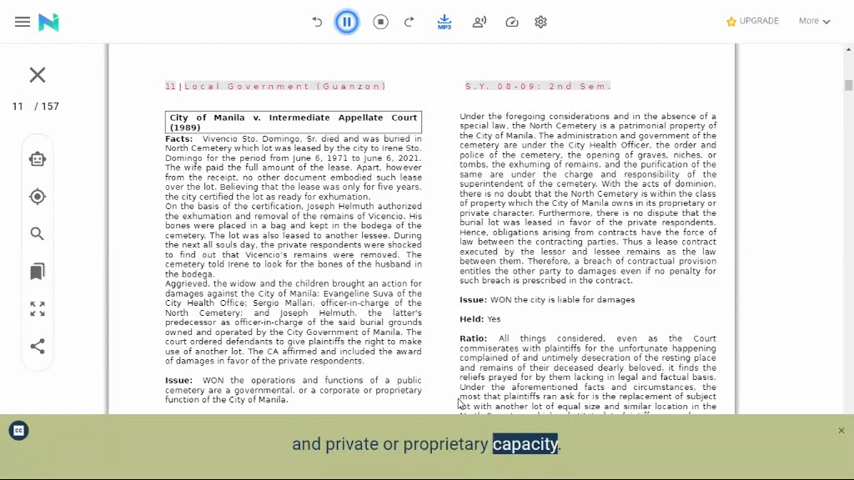 MP3
UPGRADE
More
11 / 157
11|Local Government (Guanzon)
S.Y. 08-09: 2nd Sem.
City of Manila v. Intermediate Appellate Court
(1989)
Facts: Vivencio Sto. Domingo, Sr. died and was buried in
North Cemetery which lot was leased by the city to Irene Sto.
Domingo for the period from June 6, 1971 to June 6, 2021.
The wife paid the full amount of the lease. Apart, however
from the receipt, no other document embodied such lease
over the lot. Believing that the lease was only for five years,
the city certified the lot as ready for exhumation.
On the basis of the certification, Joseph Helmuth authorized
the exhumation and removal of the remains of Vicencio. His
bones were placed in a bag and kept in the bodega of the
cemetery. The lot was also leased to another lessee. During
the next all souls day, the private respondents were shocked
to find out that Vicencio's remains were removed. The
cemetery told Irene to look for the bones of the husband in
the bodega.
Aggrieved, the widow and the children brought an action for
damages against the City of Manila; Evangeline Suva of the
City Health Office; Sergio Mallari, officer-in-charge of the
North Cemetery; and Joseph Helmuth, the latter's
predecessor as officer-in-charge of the said burial grounds
owned and operated by the City Government of Manila. The
court ordered defendants to give plaintiffs the right to make
use of another lot. The CA affirmed and included the award
of damages in favor of the private respondents.
Issue: WON the operations and functions of a public
cemetery are a governmental, or a corporate or proprietary
function of the City of Manila.
Under the foregoing considerations and in the absence of a
special law, the North Cemetery is a patrimonial property of
the City of Manila. The administration and government of the
cemetery are under the City Health Officer, the order and
police of the cemetery, the opening of graves, niches, or
tombs, the exhuming of remains, and the purification of the
same are under the charge and responsibility of the
superintendent of the cemetery. With the acts of dominion,
there is no doubt that the North Cemetery is within the class
of property which the City of Manila owns in its proprietary or
private character. Furthermore, there is no dispute that the
burial lot was leased in favor of the private respondents.
Hence, obligations arising from contracts have the force of
law between the contracting parties. Thus a lease contract
executed by the lessor and lessee remains as the law
between them. Therefore, a breach of contractual provision
entitles the other party to damages even if no penalty for
such breach is prescribed in the contract.
Issue: WON the city is liable for damages
Held: Yes
Ratio: All things considered, even as the Court
commiserates with plaintiffs for the unfortunate happening
complained of and untimely desecration of the resting place
and remains of their deceased dearly beloved, it finds the
reliefs prayed for by them lacking in legal and factual basis.
Under the aforementioned facts and circumstances, the
most that plaintiffs ran ask for is the replacement of subject
lot with another lot of equal size and similar location in the
and private or proprietary capacity.